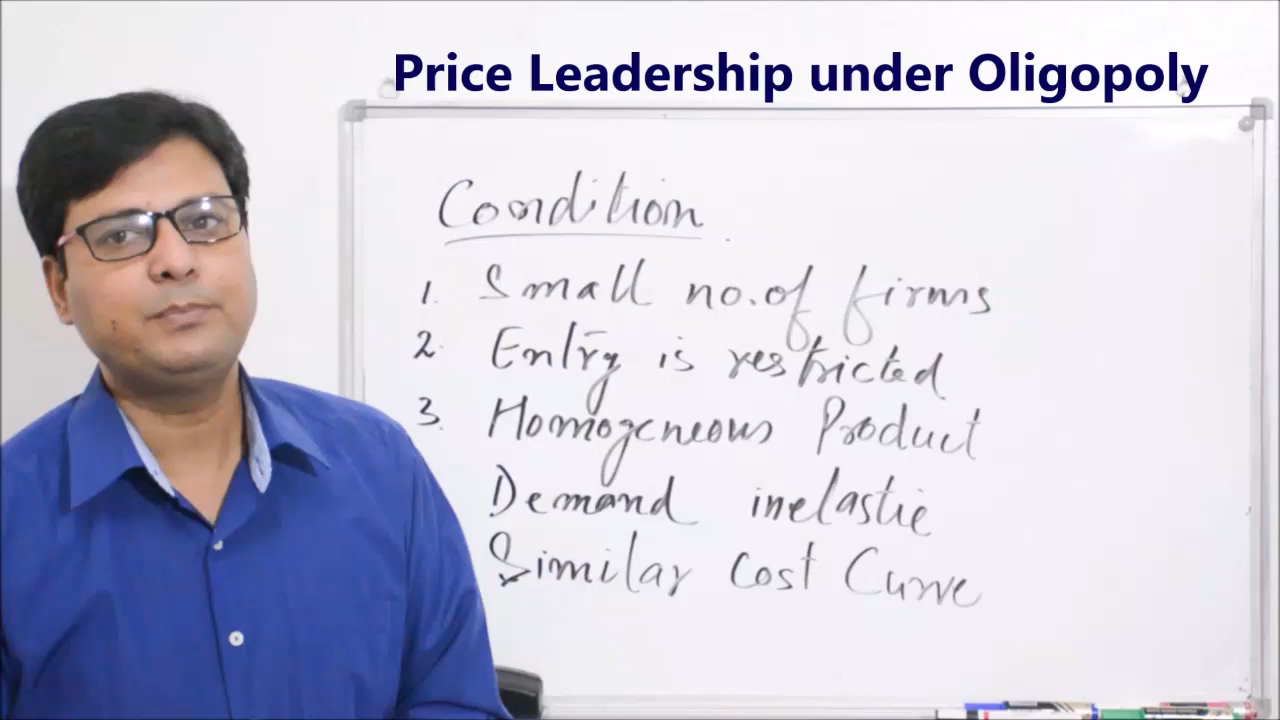 Price Leadership under Oligopoly
Condition
1. Small no. of firms
2. Entry is restricted
3. Homogeneous Product
Demand inelastic
Similar Cost Curve